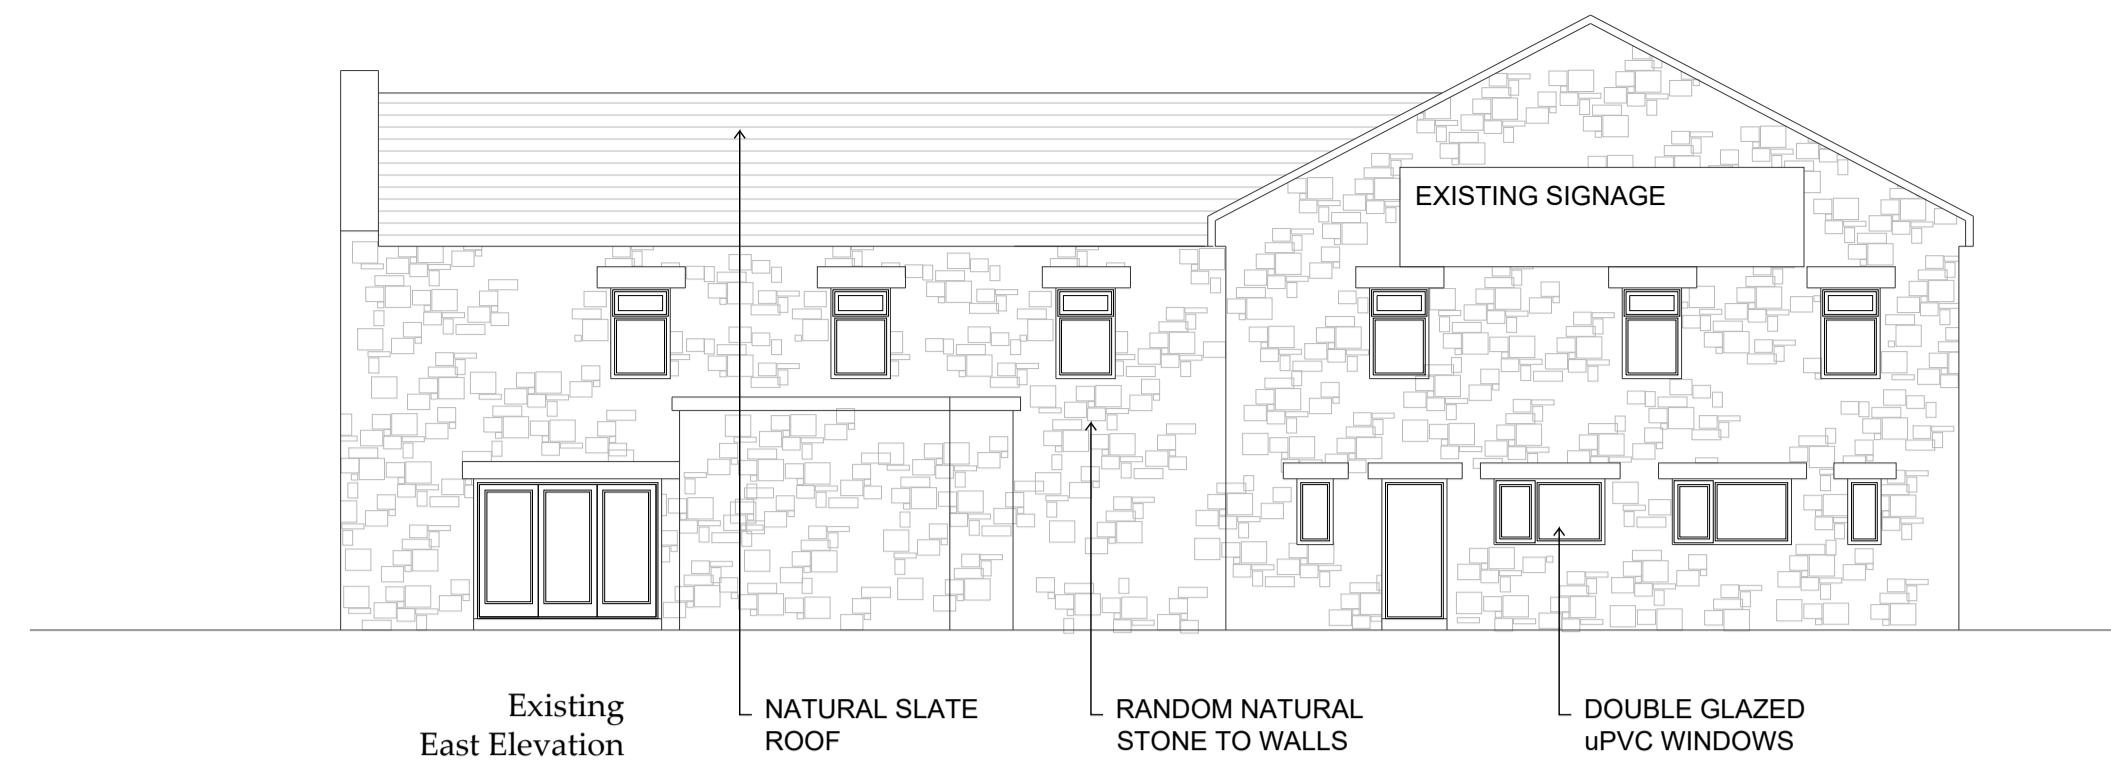 EXISTING SIGNAGE
Existing
East Elevation
NATURAL SLATE
ROOF
RANDOM NATURAL
STONE TO WALLS
DOUBLE GLAZED
uPVC WINDOWS